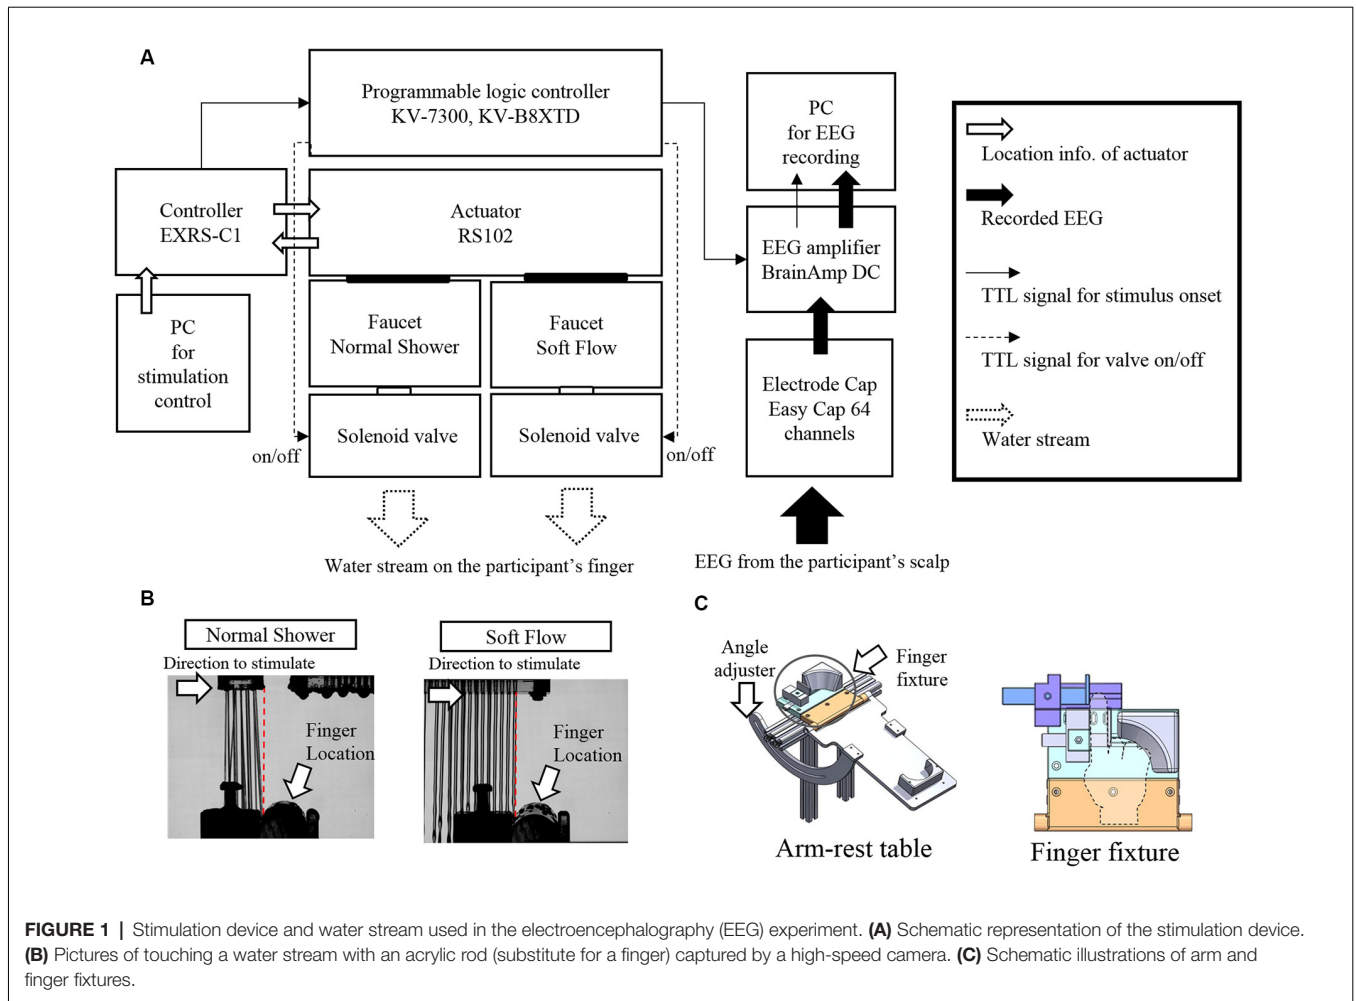 A
Programmable logic controller
KV-7300, KV-B8XTD
PC
for EEG
recording
Controller
EXRS-C1
Actuator
RS102
EEG amplifier
BrainAmp DC
PC
for
stimulation
control
Faucet
Normal Shower
Faucet
Soft Flow
Electrode Cap
Easy Cap 64
channels
Solenoid valve
Solenoid valve
on/off
on/off
Water stream on the participant's finger
EEG from the participant's scalp
Location info. of actuator
Recorded EEG
TTL signal for stimulus onset
TTL signal for valve on/off
Water stream
B
Normal Shower
Direction to stimulate
Finger
Location
Soft Flow
Direction to stimulate
Finger
Location
C
Angle
adjuster
Finger
fixture
Arm-rest table
Finger fixture
FIGURE 1 | Stimulation device and water stream used in the electroencephalography (EEG) experiment. (A) Schematic representation of the stimulation device.
(B) Pictures of touching a water stream with an acrylic rod (substitute for a finger) captured by a high-speed camera. (C) Schematic illustrations of arm and
finger fixtures.